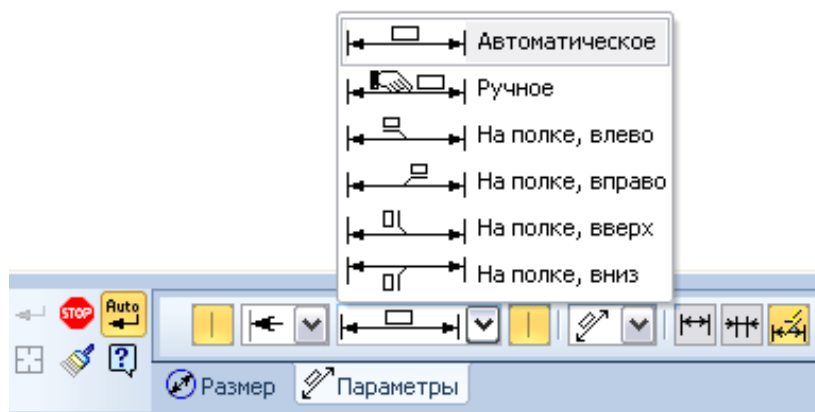 Автоматическое
Ручное
На полке, влево
На полке, вправо
На полке, вверх
На полке, вниз
STOP Auto
?
Размер Параметры